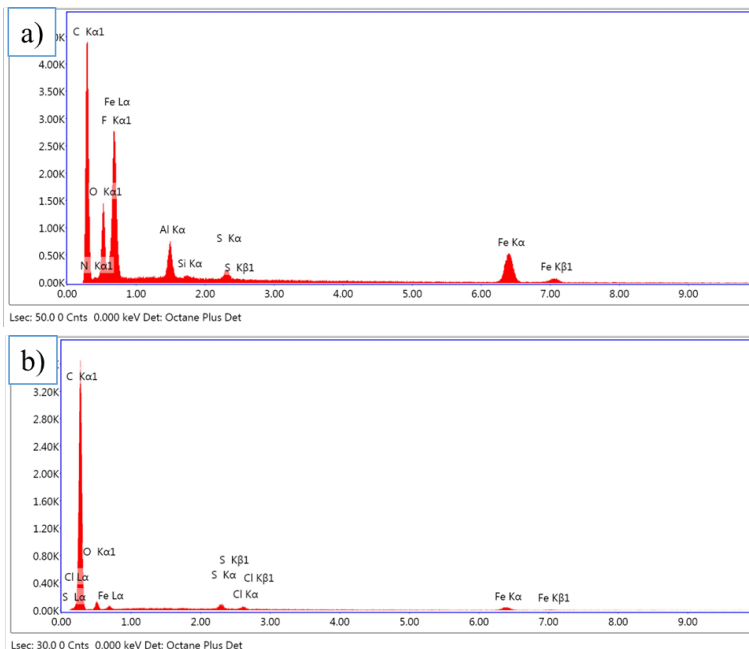 a)
C Kα1
4.00K
Fe Lα
3.50K
F Kα1
3.00K
2.50K
2.00K
O Kα1
1.50K
1.00K
Al Kα
S Kα
Fe Kα
0.50K
N Kα1
Si Kα
S Kβ1
Fe Kβ1
0.00K
0.00 1.00 2.00 3.00 4.00 5.00 6.00 7.00 8.00 9.00
Lsec: 50.0 0 Cnts 0.000 keV Det: Octane Plus Det
b)
C Kα1
3.20K
2.80K
2.40K
2.00K
1.60K
1.20K
O Kα1
0.80K
S Kβ1
Cl Lα
S Kα
Cl Kβ1
0.40K
S Lα
Fe Lα
Cl Kα
Fe Kα
Fe Kβ1
0.00K
0.00 1.00 2.00 3.00 4.00 5.00 6.00 7.00 8.00 9.00
Lsec: 30.0 0 Cnts 0.000 keV Det: Octane Plus Det